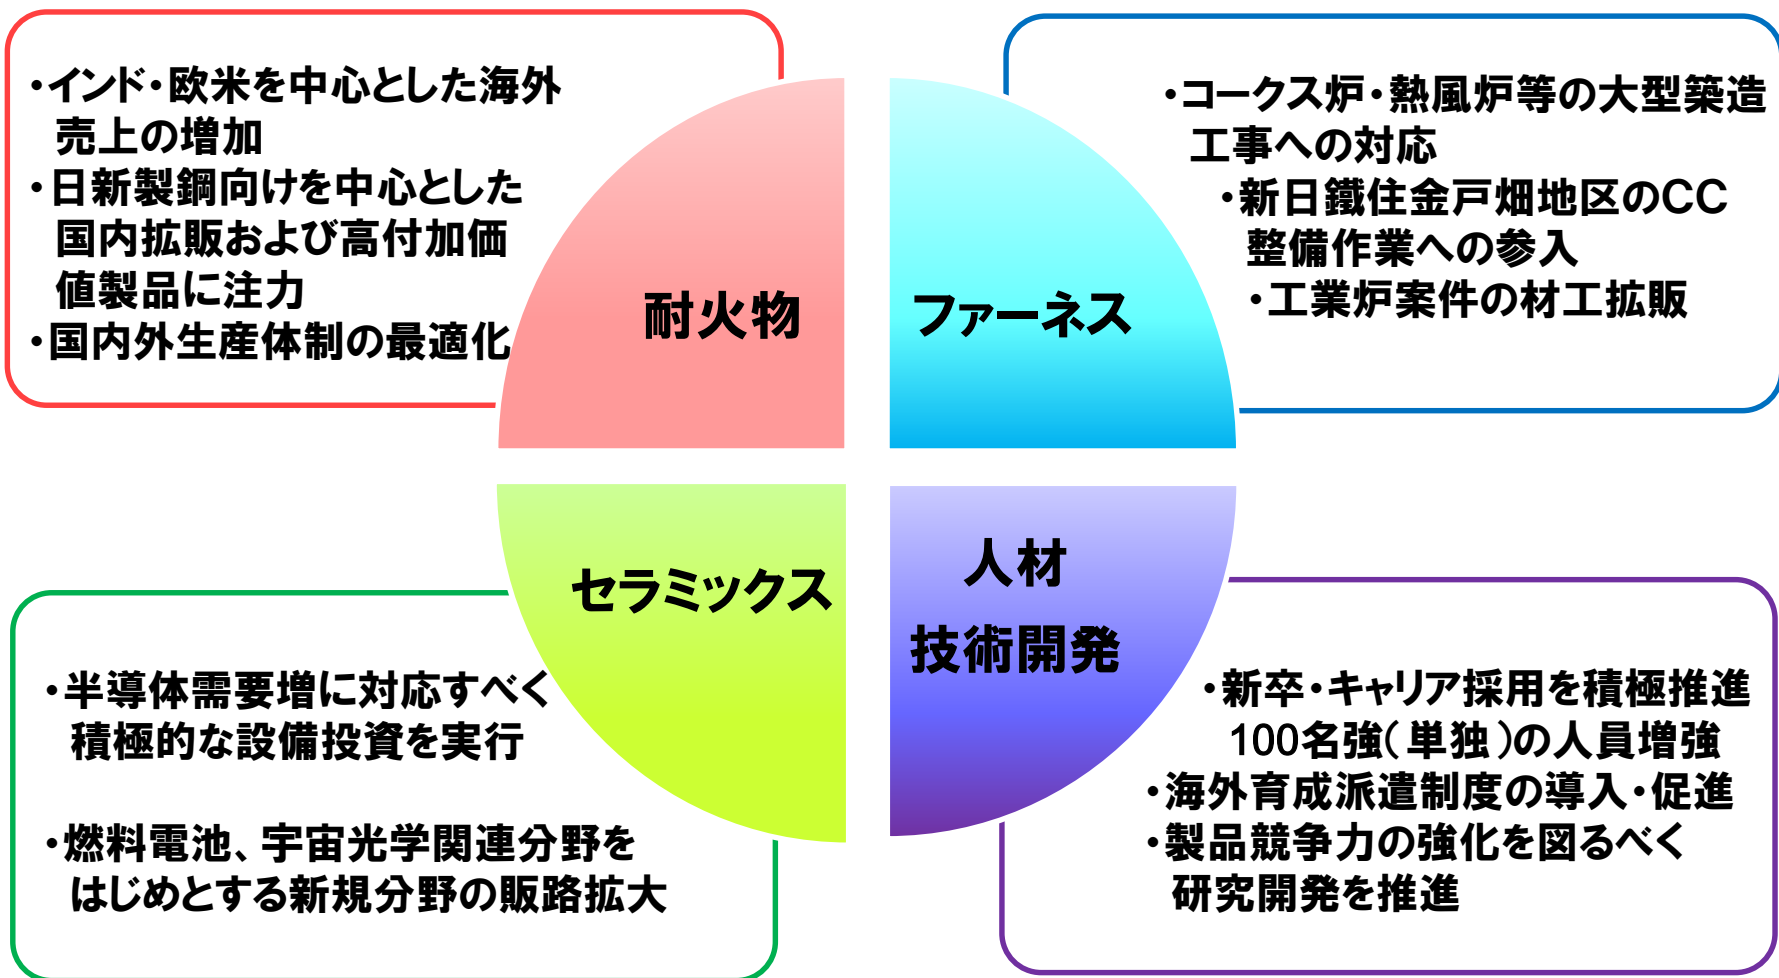 ・インド・欧米を中心とした海外
売上の増加
・日新製鋼向けを中心とした
国内拡販および高付加価
値製品に注力
・国内外生産体制の最適化
耐火物
・コークス炉・熱風炉等の大型築造
工事への対応
・新日鐵住金戸畑地区のCC
整備作業への参入
・工業炉案件の材工拡販
ファーネス
セラミックス
・半導体需要増に対応すべく
積極的な設備投資を実行
・燃料電池、宇宙光学関連分野を
はじめとする新規分野の販路拡大
人材
技術開発
・新卒・キャリア採用を積極推進
100名強(単独)の人員増強
・海外育成派遣制度の導入・促進
・製品競争力の強化を図るべく
研究開発を推進